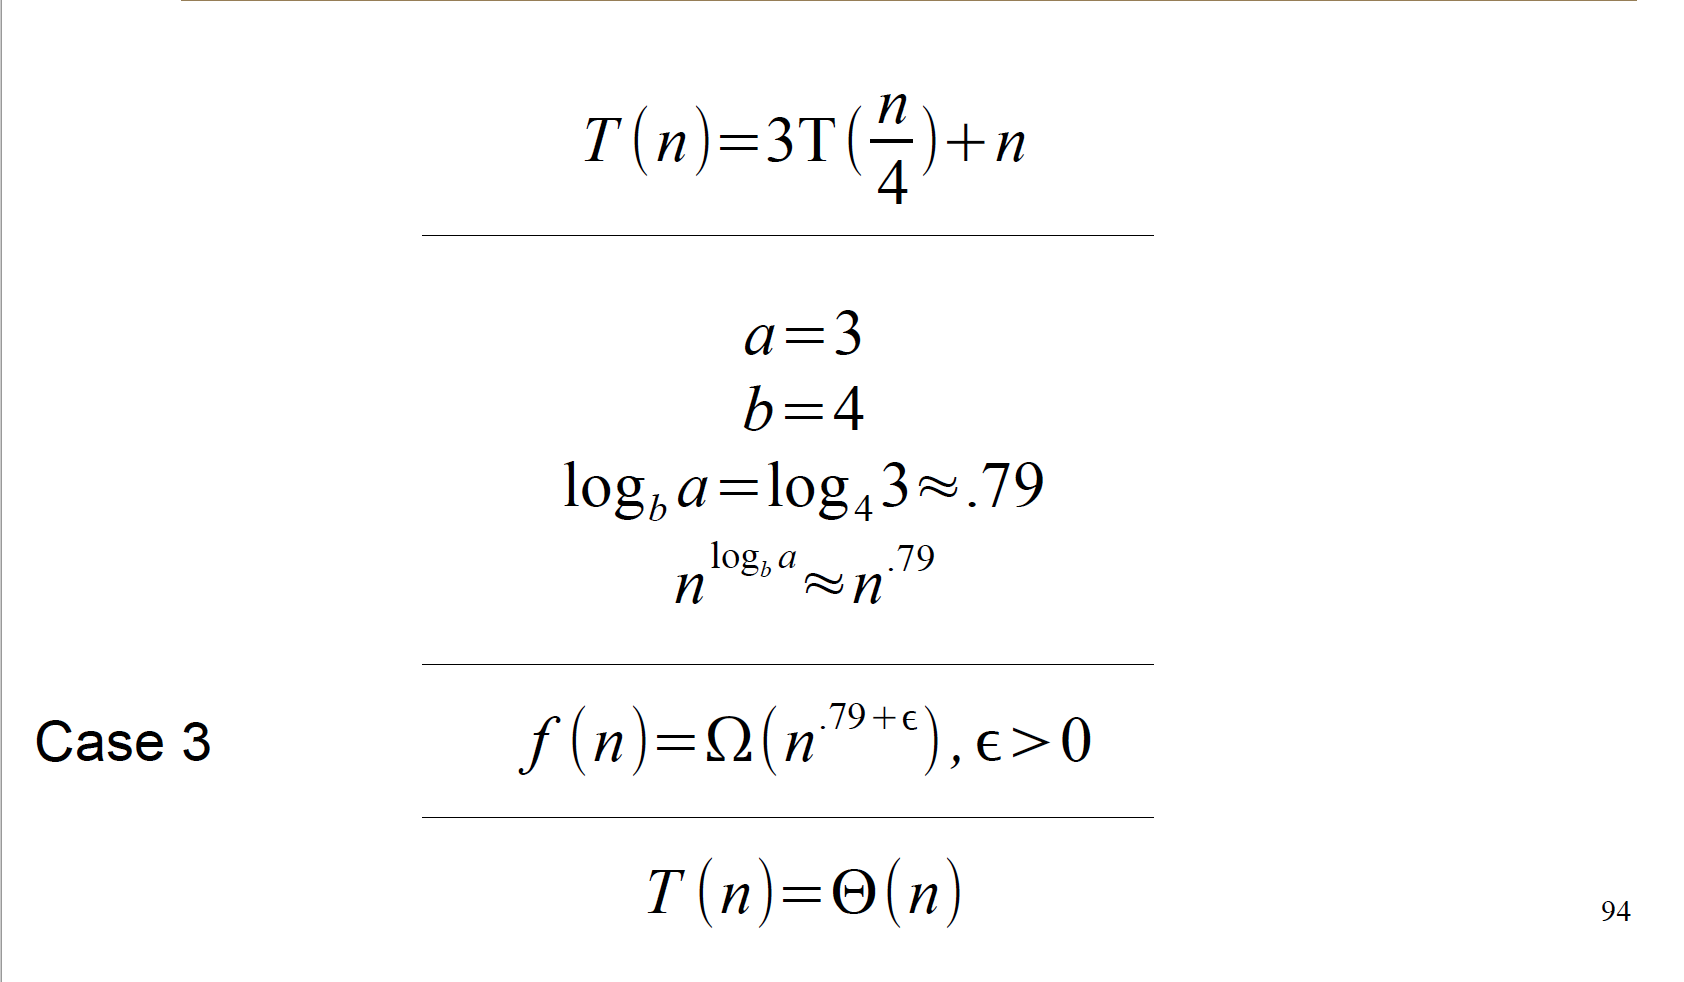 T(n)=3T(n/4)+n
a=3
b=4
log_b a=log_4 3≈.79
n^{log_b a}≈n^{.79}
Case 3 f(n)=Ω(n^{.79+ϵ}),ϵ>0
T(n)=Θ(n)
94